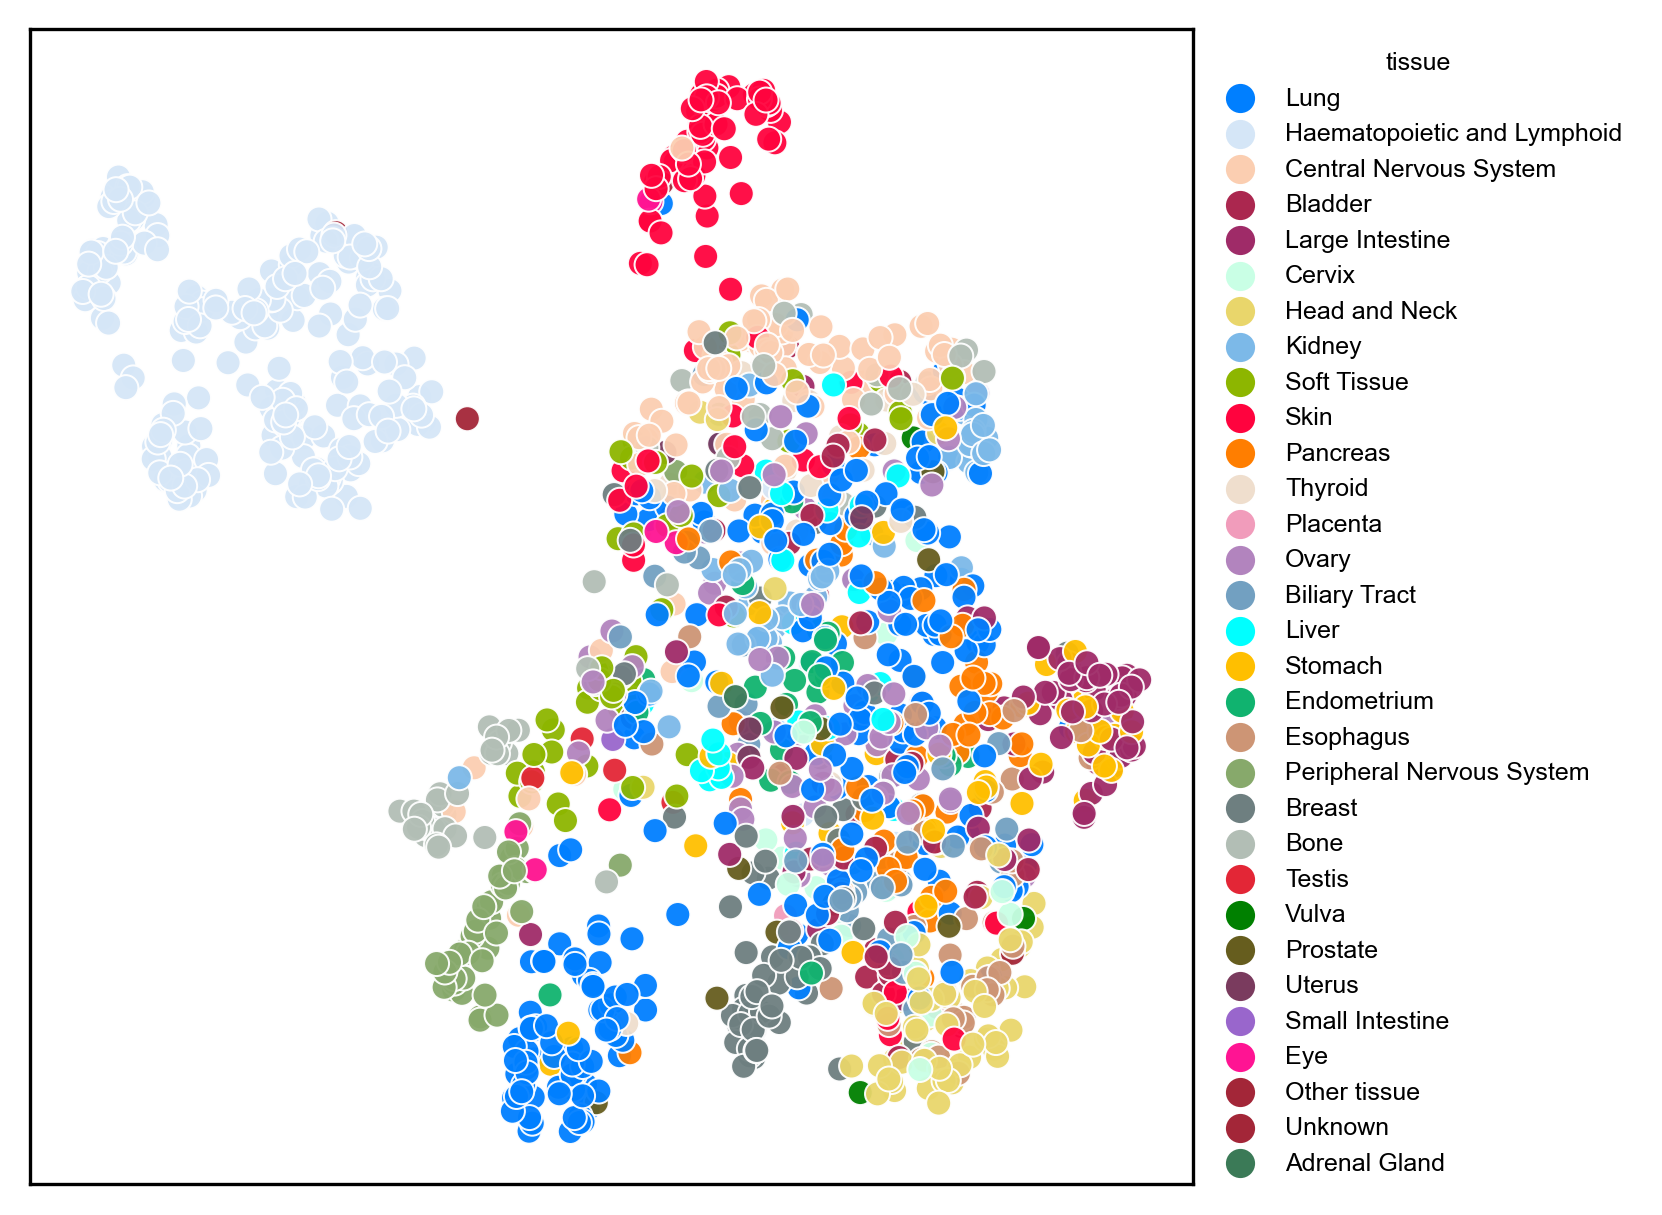 tissue
Lung
Haematopoietic and Lymphoid
Central Nervous System
Bladder
Large Intestine
Cervix
Head and Neck
Kidney
Soft Tissue
Skin
Pancreas
Thyroid
Placenta
Ovary
Biliary Tract
Liver
Stomach
Endometrium
Esophagus
Peripheral Nervous System
Breast
Bone
Testis
Vulva
Prostate
Uterus
Small Intestine
Eye
Other tissue
Unknown
Adrenal Gland